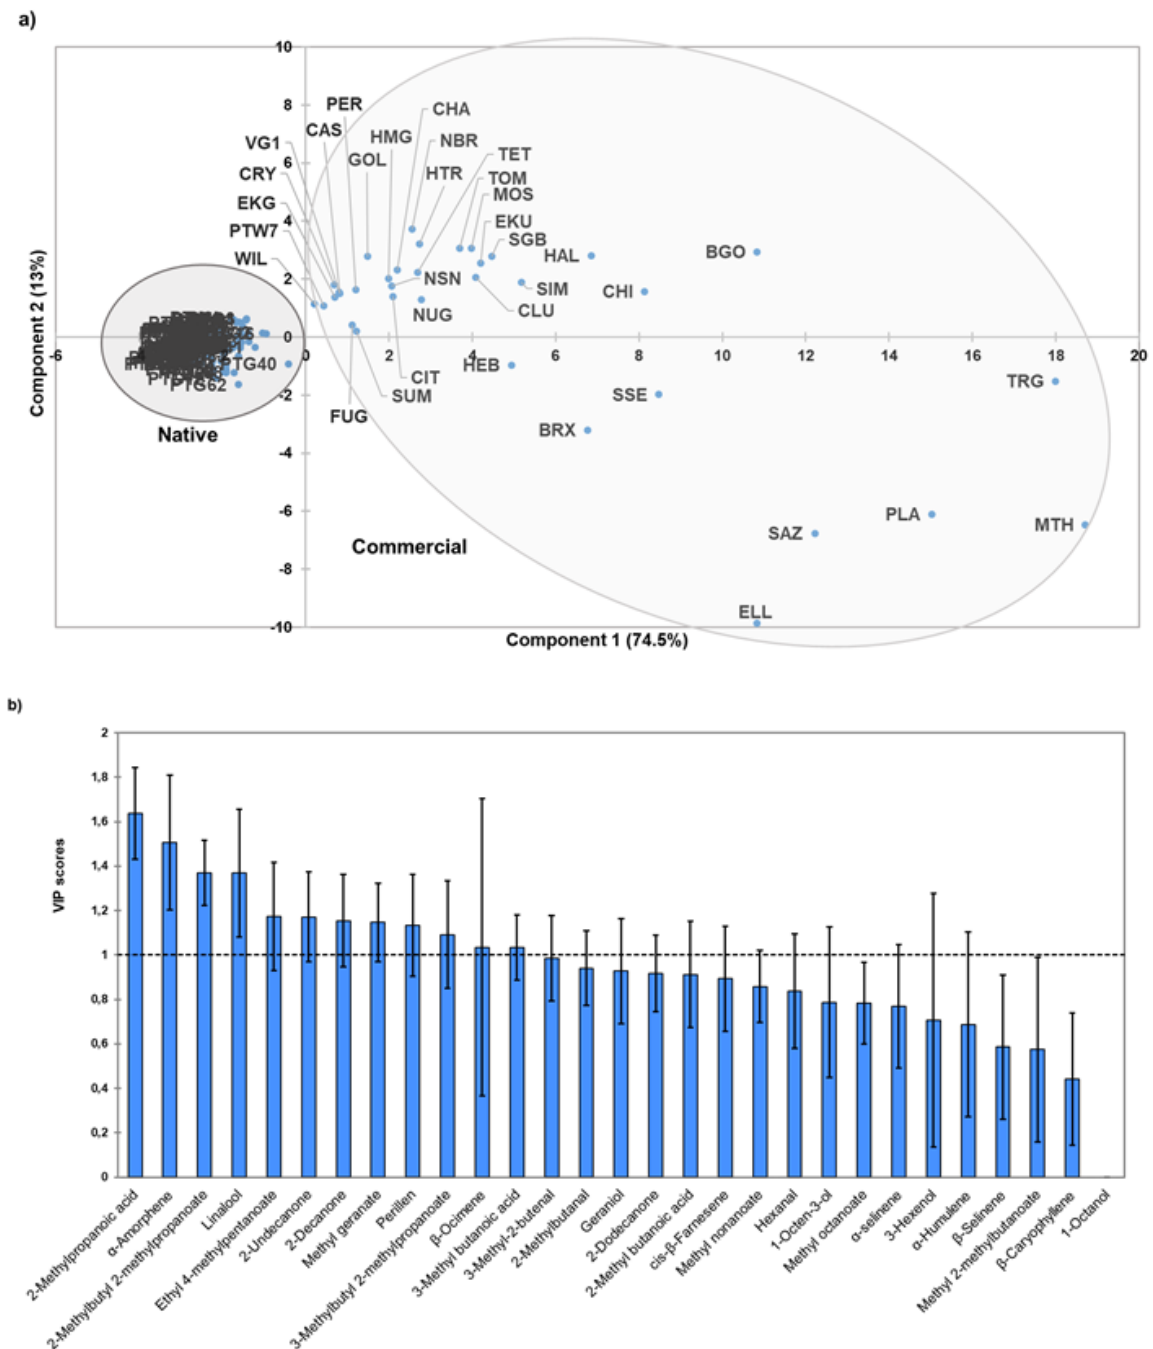 a)
10
PER
CHA
8
CAS
HMG
NBR
VG1
TET
6
GOL
HTR
TOM
CRY
MOS
EKG
EKU
4
PTW7
SGB
WIL
HAL
BGO
2
NSN
SIM
CHI
CLU
NUG
0
-6
0
2
4
6
8
10
12
14
16
18
20
PTG40
HEB
CIT
TRG
PTG62
-2
SUM
SSE
FUG
BRX
Native
-4
-6
PLA
MTH
SAZ
Commercial
-8
ELL
-10
Component 1 (74.5%)
Component 2 (13%)
b)
2
1,8
1,6
1,4
1,2
1
0,8
0,6
0,4
0,2
0
VIP scores
2-Methylpropanoic acid
α-Amorphene
2-Methylbutyl 2-methylpropanoate
Linalool
Ethyl 4-methylpentanoate
2-Undecanone
2-Decanone
Methyl geranate
Perillen
3-Methylbutyl 2-methylpropanoate
β-Ocimene
3-Methyl butanoic acid
3-Methyl-2-butenal
2-Methylbutanal
Geraniol
2-Dodecanone
2-Methyl butanoic acid
cis-β-Farnesene
Methyl nonanoate
Hexanal
1-Octen-3-ol
Methyl octanoate
α-selinene
3-Hexenol
α-Humulene
β-Selinene
Methyl 2-methylbutanoate
β-Caryophyllene
1-Octanol